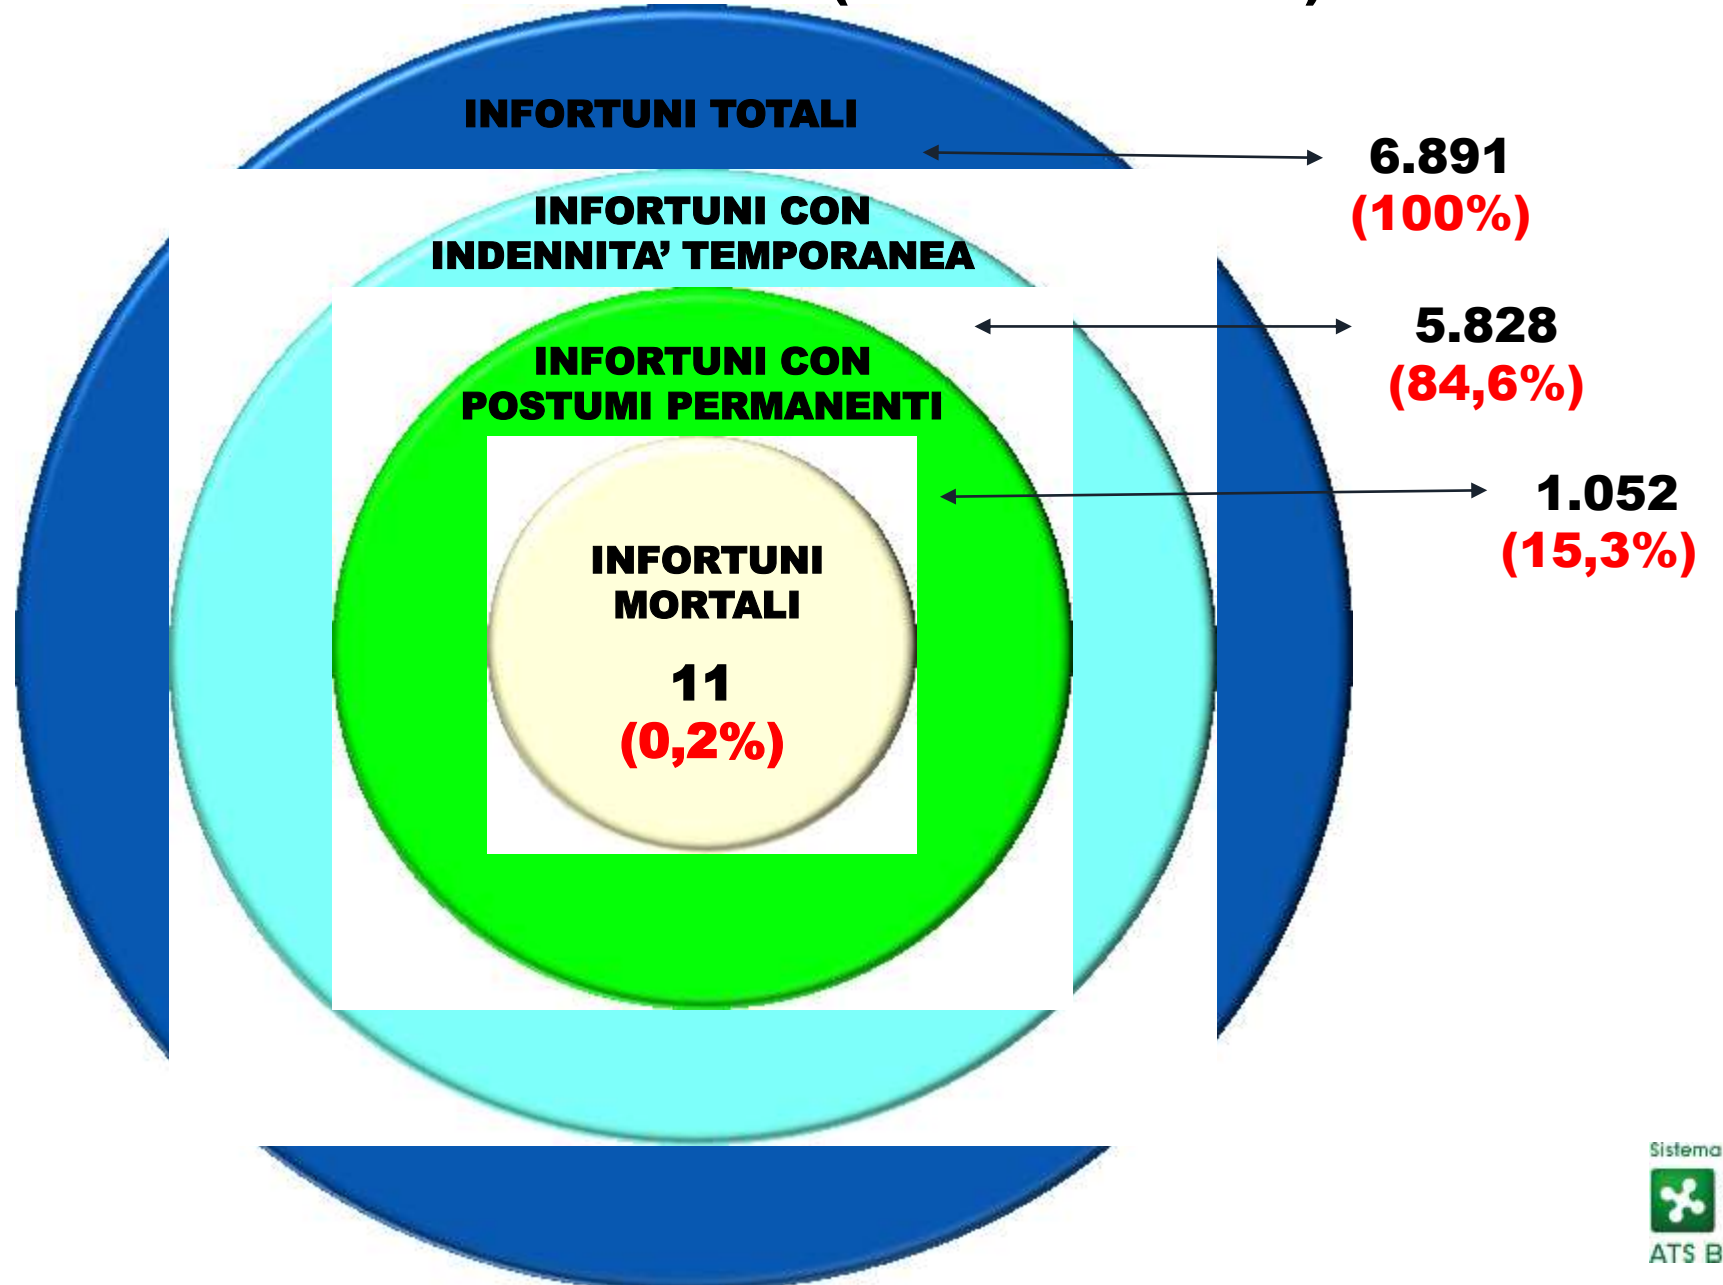 INFORTUNI TOTALI
6.891
(100%)
INFORTUNI CON
INDENNITA’ TEMPORANEA
5.828
(84,6%)
INFORTUNI CON
POSTUMI PERMANENTI
1.052
(15,3%)
INFORTUNI
MORTALI
11
(0,2%)
Sistema
ATS B